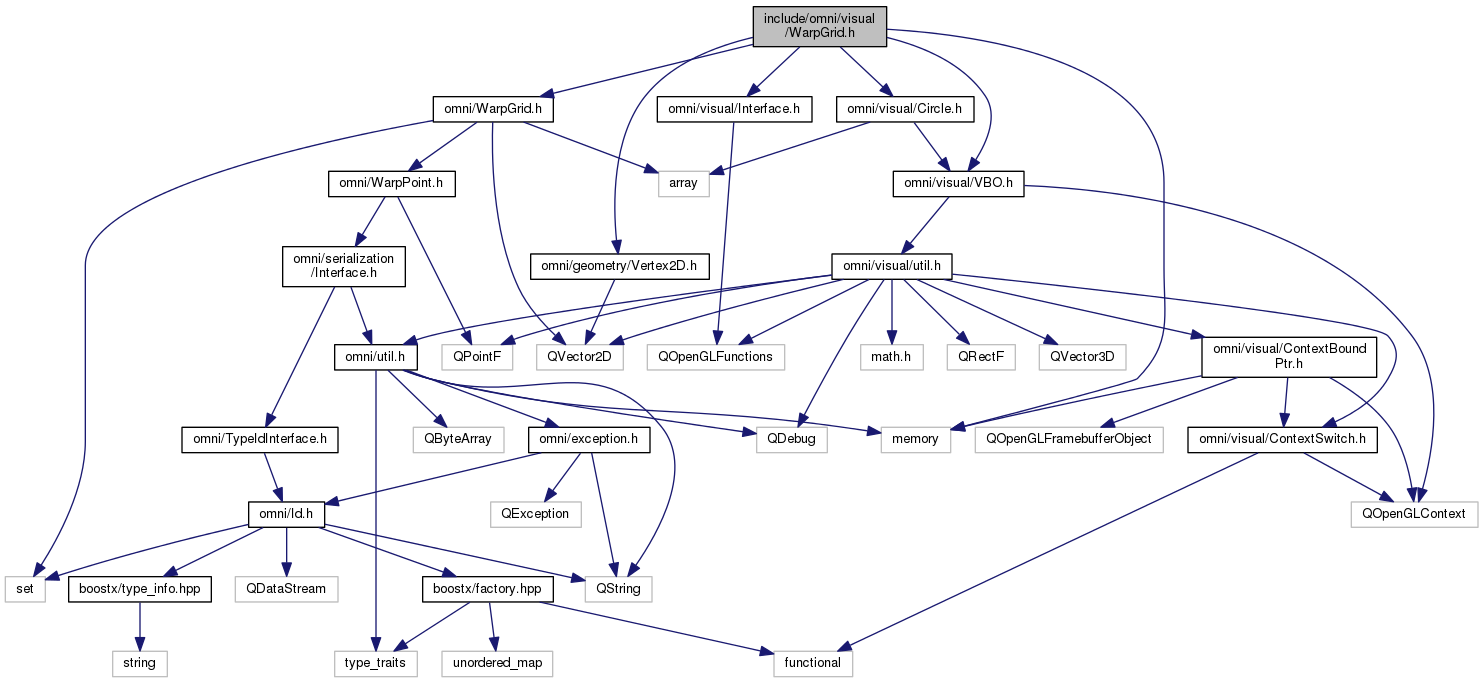 include/omni/visual
/WarpGrid.h
omni/WarpGrid.h
omni/visual/Interface.h
omni/visual/Circle.h
omni/WarpPoint.h
array
omni/visual/VBO.h
omni/serialization
/Interface.h
omni/geometry/Vertex2D.h
omni/visual/util.h
omni/util.h
QPointF
QVector2D
QOpenGLFunctions
math.h
QRectF
QVector3D
omni/visual/ContextBound
Ptr.h
omni/TypeIdInterface.h
QByteArray
omni/exception.h
QDebug
memory
QOpenGLFramebufferObject
omni/visual/ContextSwitch.h
omni/Id.h
QException
QOpenGLContext
set
boostx/type_info.hpp
QDataStream
boostx/factory.hpp
QString
string
type_traits
unordered_map
functional